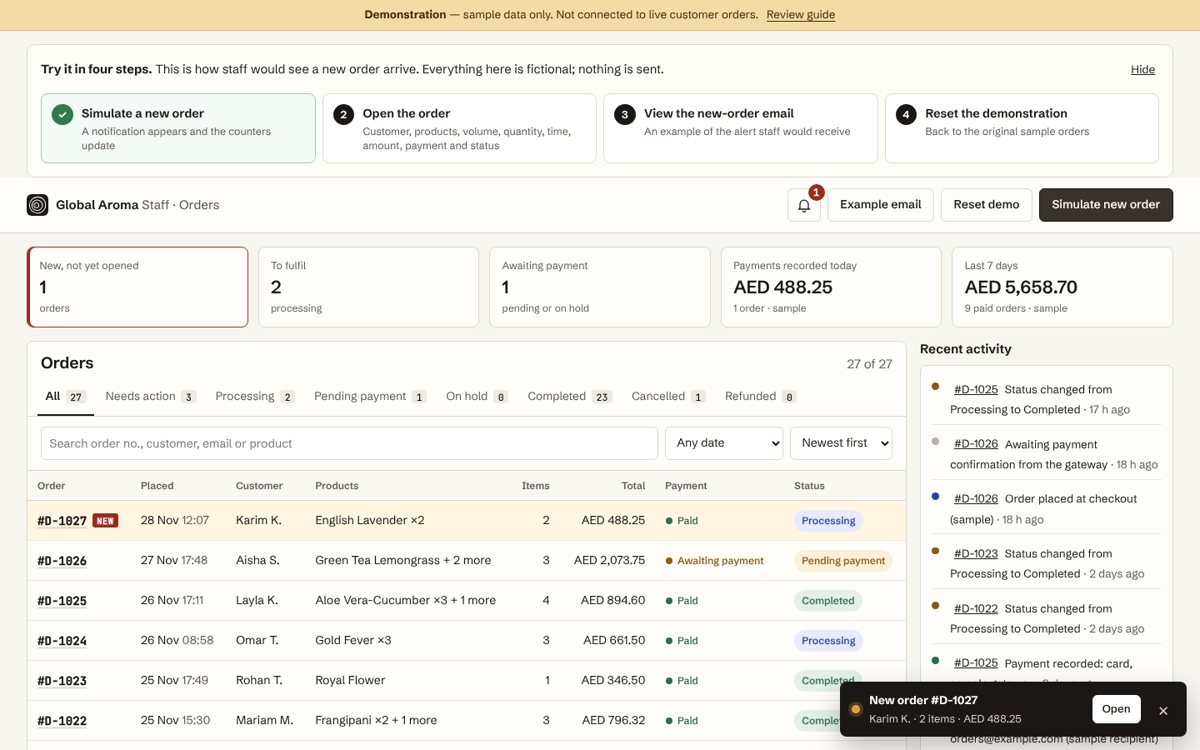 Demonstration — sample data only. Not connected to live customer orders. Review guide
Try it in four steps. This is how staff would see a new order arrive. Everything here is fictional; nothing is sent.
Hide
Simulate a new order
A notification appears and the counters
update
2
Open the order
Customer, products, volume, quantity, time,
amount, payment and status
3
View the new-order email
An example of the alert staff would receive
4
Reset the demonstration
Back to the original sample orders
Global Aroma Staff · Orders
1
Example email
Reset demo
Simulate new order
New, not yet opened
1
orders
To fulfil
2
processing
Awaiting payment
1
pending or on hold
Payments recorded today
AED 488.25
1 order · sample
Last 7 days
AED 5,658.70
9 paid orders · sample
Orders
27 of 27
All 27 Needs action 3 Processing 2 Pending payment 1 On hold 0 Completed 23 Cancelled 1 Refunded 0
Search order no., customer, email or product
Any date
Newest first
Order Placed Customer Products Items Total Payment Status
#D-1027 NEW 28 Nov 12:07 Karim K. English Lavender ×2 2 AED 488.25 Paid Processing
#D-1026 27 Nov 17:48 Aisha S. Green Tea Lemongrass + 2 more 3 AED 2,073.75 Awaiting payment Pending payment
#D-1025 26 Nov 17:11 Layla K. Aloe Vera-Cucumber ×3 + 1 more 4 AED 894.60 Paid Completed
#D-1024 26 Nov 08:58 Omar T. Gold Fever ×3 3 AED 661.50 Paid Processing
#D-1023 25 Nov 17:49 Rohan T. Royal Flower 1 AED 346.50 Paid Completed
#D-1022 25 Nov 15:30 Mariam M. Frangipani ×2 + 1 more 3 AED 796.32 Paid
Recent activity
#D-1025 Status changed from
Processing to Completed · 17 h ago
#D-1026 Awaiting payment
confirmation from the gateway · 18 h ago
#D-1026 Order placed at checkout
(sample) · 18 h ago
#D-1023 Status changed from
Processing to Completed · 2 days ago
#D-1022 Status changed from
Processing to Completed · 2 days ago
#D-1025 Payment recorded: card,
New order #D-1027
Karim K. · 2 items · AED 488.25
Open
orders@example.com (sample recipient)